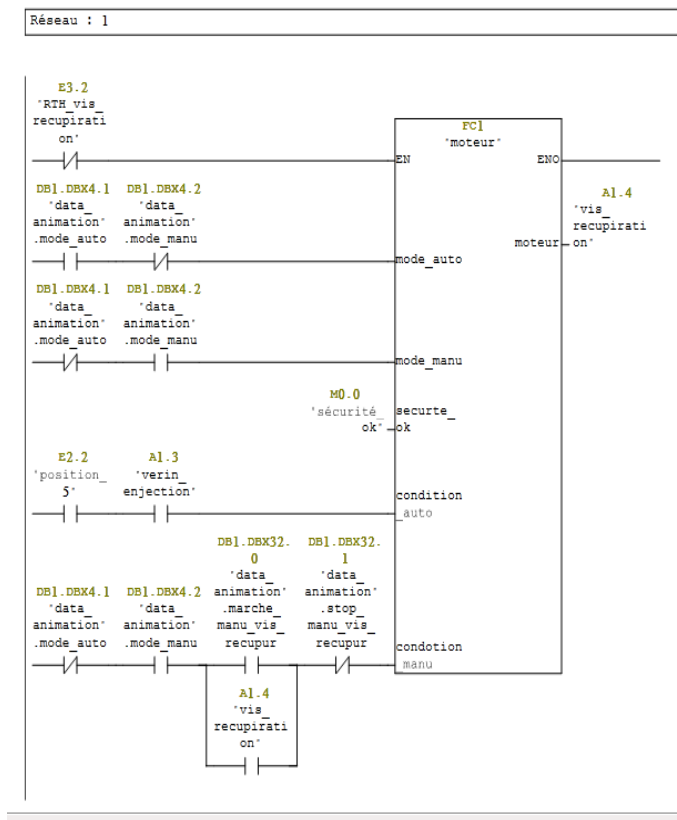 Réseau : 1
E3.2
"RTH_vis_
recupirati
on"
FC1
"moteur"
EN
ENO
DB1.DBX4.1 DB1.DBX4.2
"data_ "data_
animation" animation"
.mode_auto .mode_manu
mode_auto
A1.4
"vis_
recupirati
on"
moteur
DB1.DBX4.1 DB1.DBX4.2
"data_ "data_
animation" animation"
.mode_auto .mode_manu
mode_manu
M0.0
"sécurité_
ok"
securte_
ok
E2.2 A1.3
"position_ "verin_
5" enjection"
condition
_auto
DB1.DBX32. DB1.DBX32.
0 1
"data_ "data_
DB1.DBX4.1 DB1.DBX4.2 animation" animation"
"data_ "data_ .marche_ .stop_
animation" animation" manu_vis_ manu_vis_
.mode_auto .mode_manu recupur recupur
condotion
_manu
A1.4
"vis_
recupirati
on"